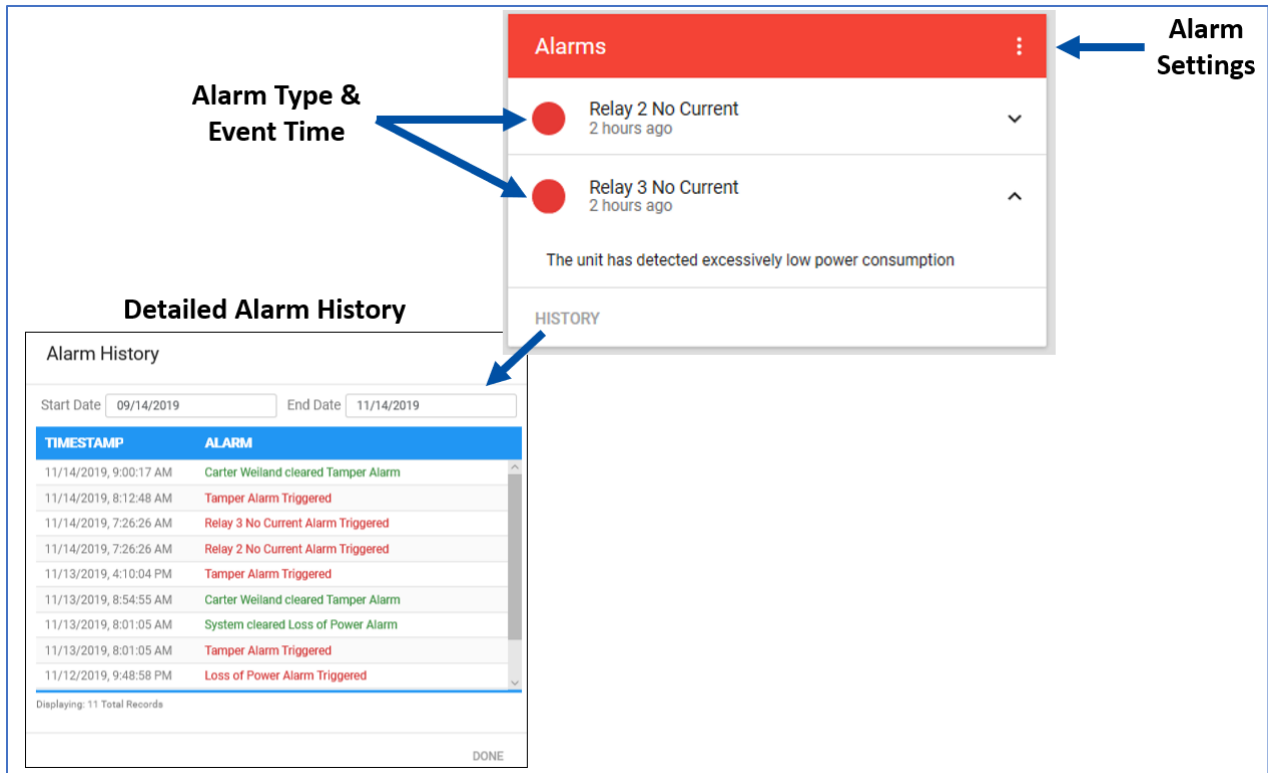 Alarms
Alarm
Settings
Alarm Type &
Event Time
Relay 2 No Current
2 hours ago
Relay 3 No Current
2 hours ago
The unit has detected excessively low power consumption
HISTORY
Detailed Alarm History
Alarm History
Start Date 09/14/2019 End Date 11/14/2019
TIMESTAMP ALARM
11/14/2019, 9:00:17 AM Carter Weiland cleared Tamper Alarm
11/14/2019, 8:12:48 AM Tamper Alarm Triggered
11/14/2019, 7:26:26 AM Relay 3 No Current Alarm Triggered
11/14/2019, 7:26:26 AM Relay 2 No Current Alarm Triggered
11/13/2019, 4:10:04 PM Tamper Alarm Triggered
11/13/2019, 8:54:55 AM Carter Weiland cleared Tamper Alarm
11/13/2019, 8:01:05 AM System cleared Loss of Power Alarm
11/13/2019, 8:01:05 AM Tamper Alarm Triggered
11/12/2019, 9:48:58 PM Loss of Power Alarm Triggered
Displaying: 11 Total Records
DONE